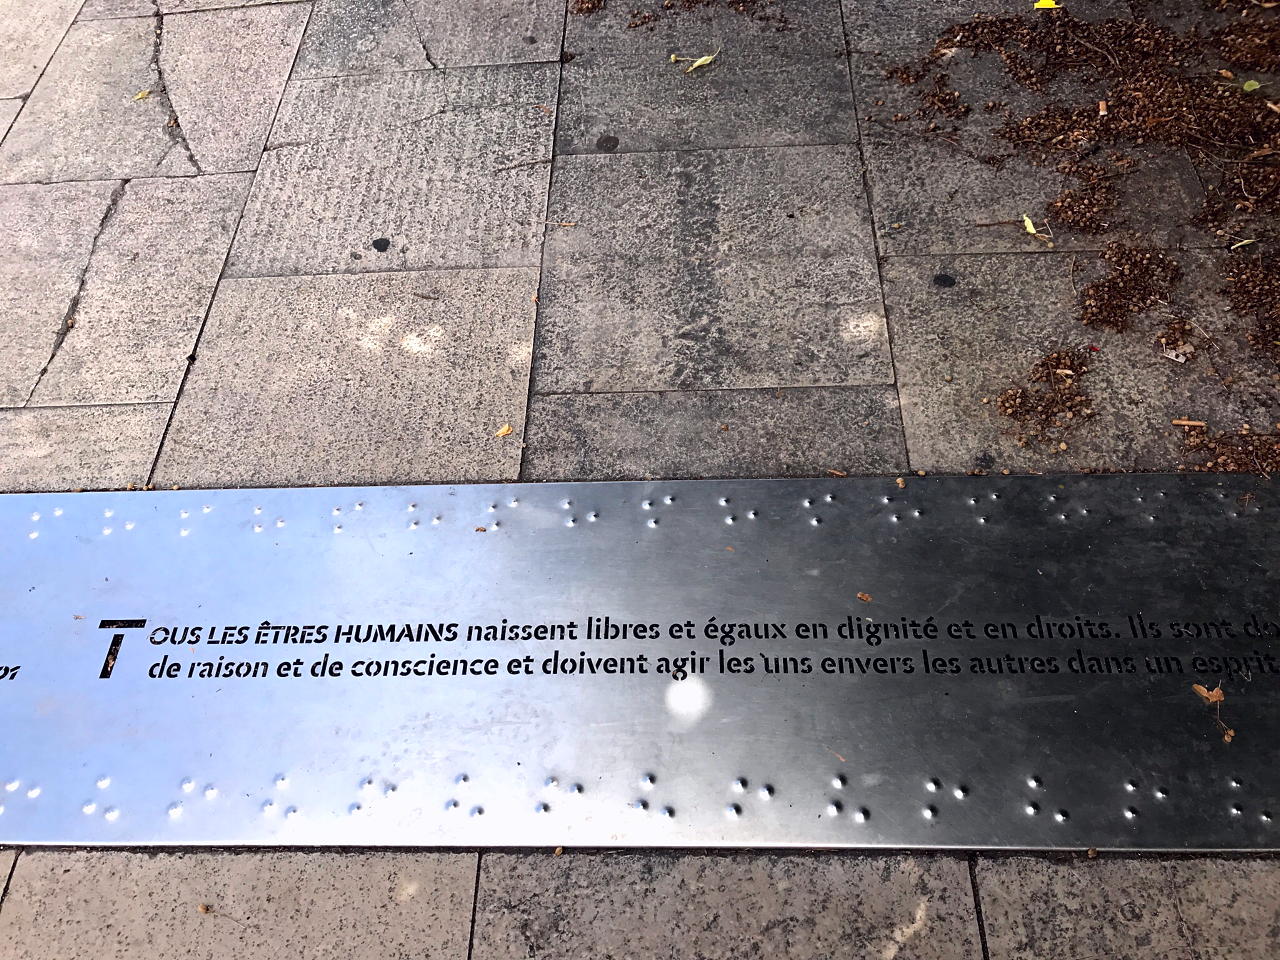 TOUS LES ÊTRES HUMAINS naissent libres et égaux en dignité et en droits. Ils sont do
de raison et de conscience et doivent agir les uns envers les autres dans un esprit